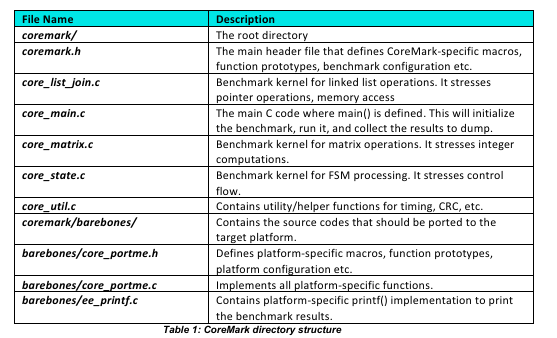 File Name Description
coremark/ The root directory
coremark.h The main header file that defines CoreMark-specific macros,
function prototypes, benchmark configuration etc.
core_list_join.c Benchmark kernel for linked list operations. It stresses
pointer operations, memory access
core_main.c The main C code where main() is defined. This will initialize
the benchmark, run it, and collect the results to dump.
core_matrix.c Benchmark kernel for matrix operations. It stresses integer
computations.
core_state.c Benchmark kernel for FSM processing. It stresses control
flow.
core_util.c Contains utility/helper functions for timing, CRC, etc.
coremark/barebones/ Contains the source codes that should be ported to the
target platform.
barebones/core_portme.h Defines platform-specific macros, function prototypes,
platform configuration etc.
barebones/core_portme.c Implements all platform-specific functions.
barebones/ee_printf.c Contains platform-specific printf() implementation to print
the benchmark results.
Table 1: CoreMark directory structure